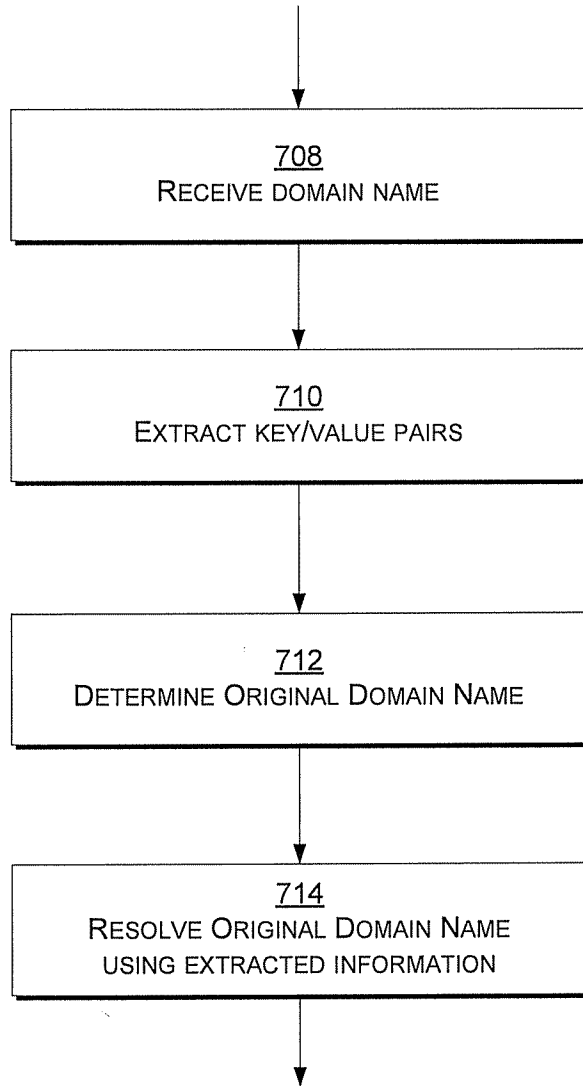 708
RECEIVE DOMAIN NAME
710
EXTRACT KEY/VALUE PAIRS
712
DETERMINE ORIGINAL DOMAIN NAME
714
RESOLVE ORIGINAL DOMAIN NAME
USING EXTRACTED INFORMATION